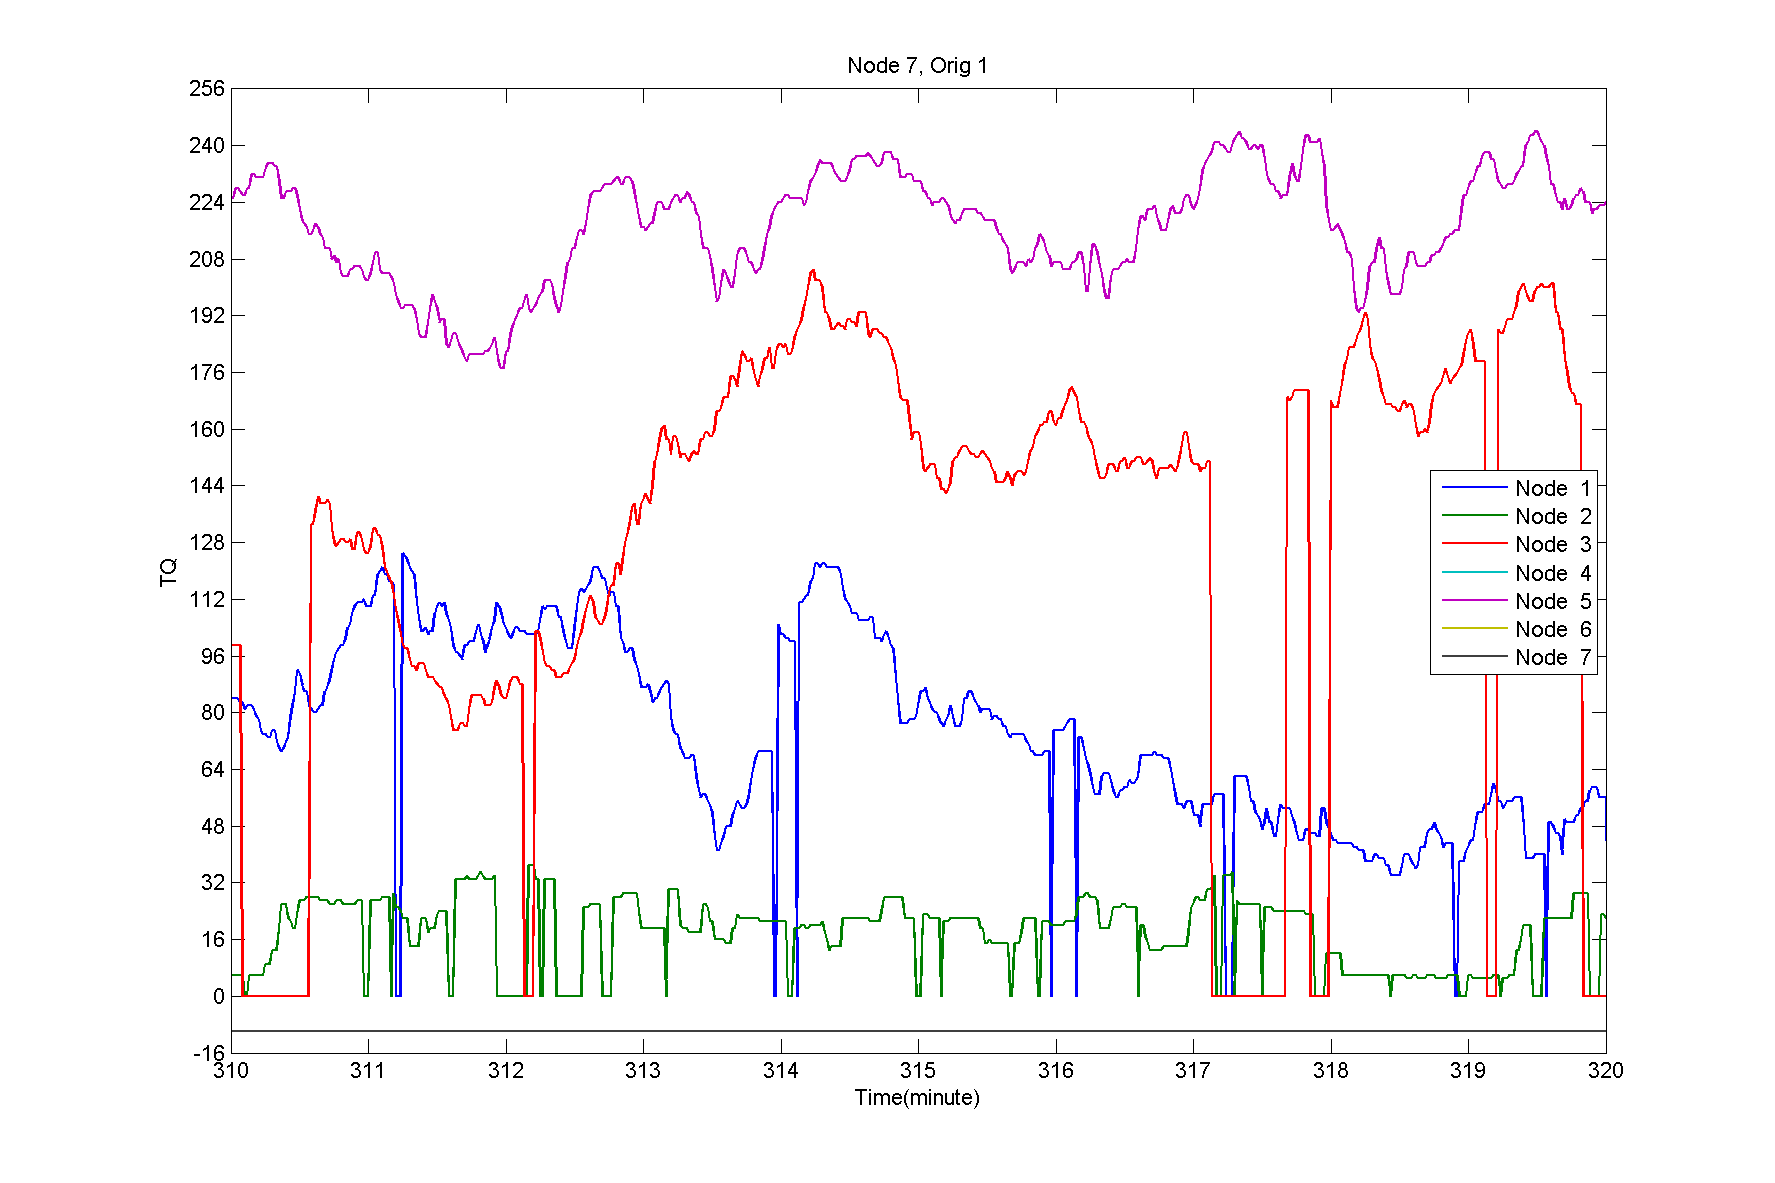 Node 7, Orig 1
256
240
224
208
192
176
160
144
128
112
96
80
64
48
32
16
0
-16
TQ
Node 1
Node 2
Node 3
Node 4
Node 5
Node 6
Node 7
310 311 312 313 314 315 316 317 318 319 320
Time(minute)